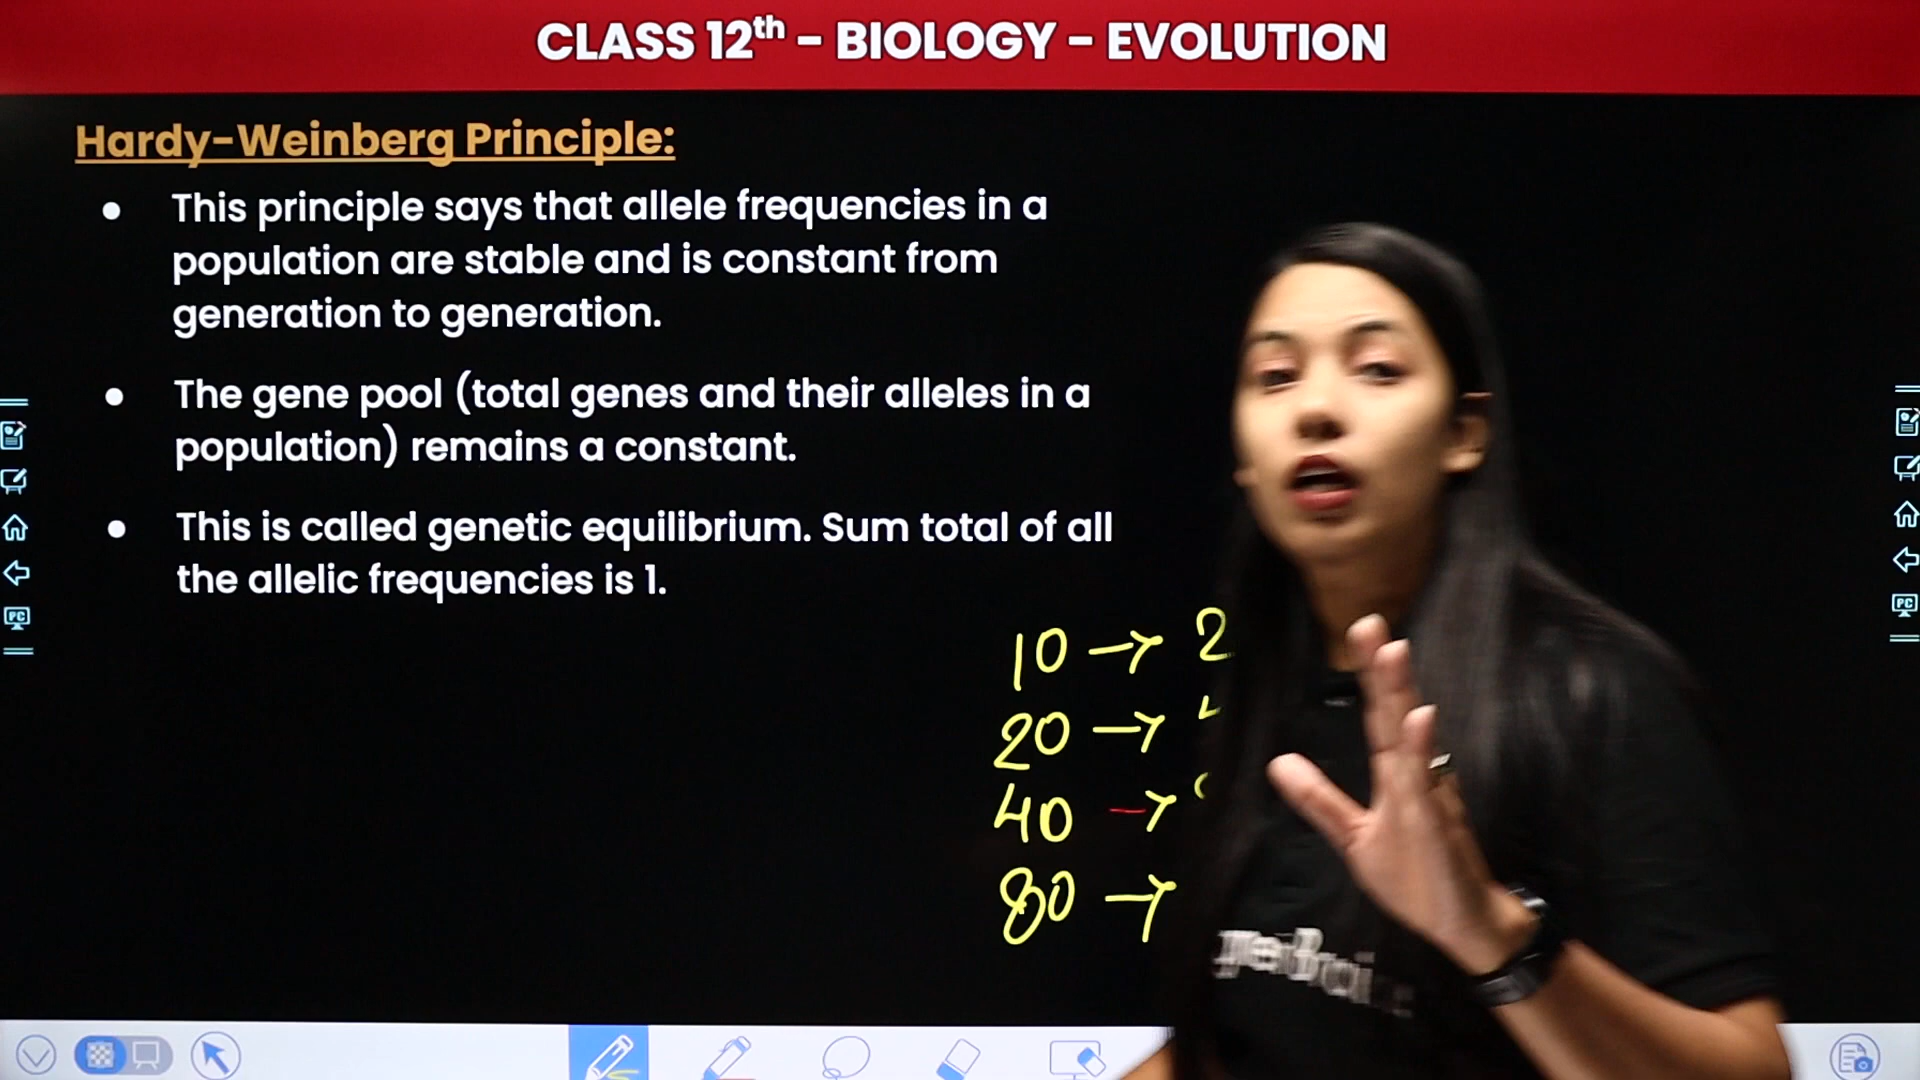 CLASS 12th - BIOLOGY - EVOLUTION
Hardy-Weinberg Principle:
• This principle says that allele frequencies in a
population are stable and is constant from
generation to generation.
• The gene pool (total genes and their alleles in a
population) remains a constant.
• This is called genetic equilibrium. Sum total of all
the allelic frequencies is 1.
10 → 2
20 →
40 →
80 →
PC
PC